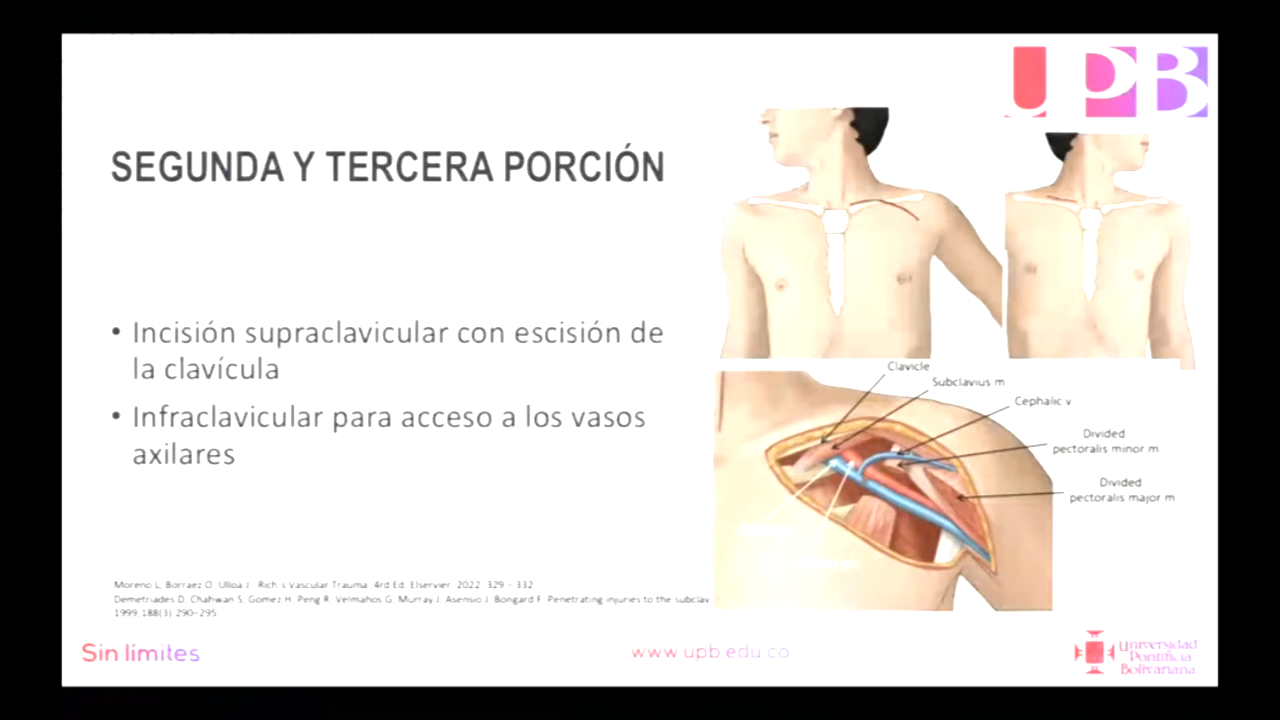 UPB
SEGUNDA Y TERCERA PORCIÓN
• Incisión supraclavicular con escisión de
la clavícula
• Infraclavicular para acceso a los vasos
axilares
Clavicle
Subclavius m
Cephalic v
Divided
pectoralis minor m
Divided
pectoralis major m
Moreno L, Borraez O, Ulloa J. Rich s Vascular Trauma. 4rd Ed. Elservier. 2022. 329 - 332
Demetriades D, Chahwan S, Gomez H, Peng R, Velmahos G, Murray J, Asensio J, Bongard F. Penetrating injuries to the subclav
1999;188(3) 290-295
Sin límites
www.upb.edu.co
Universidad
Pontificia
Bolivariana